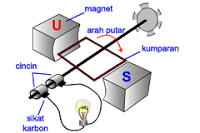 magnet
U
arah putar
kumparan
cincin
S
sikat
karbon